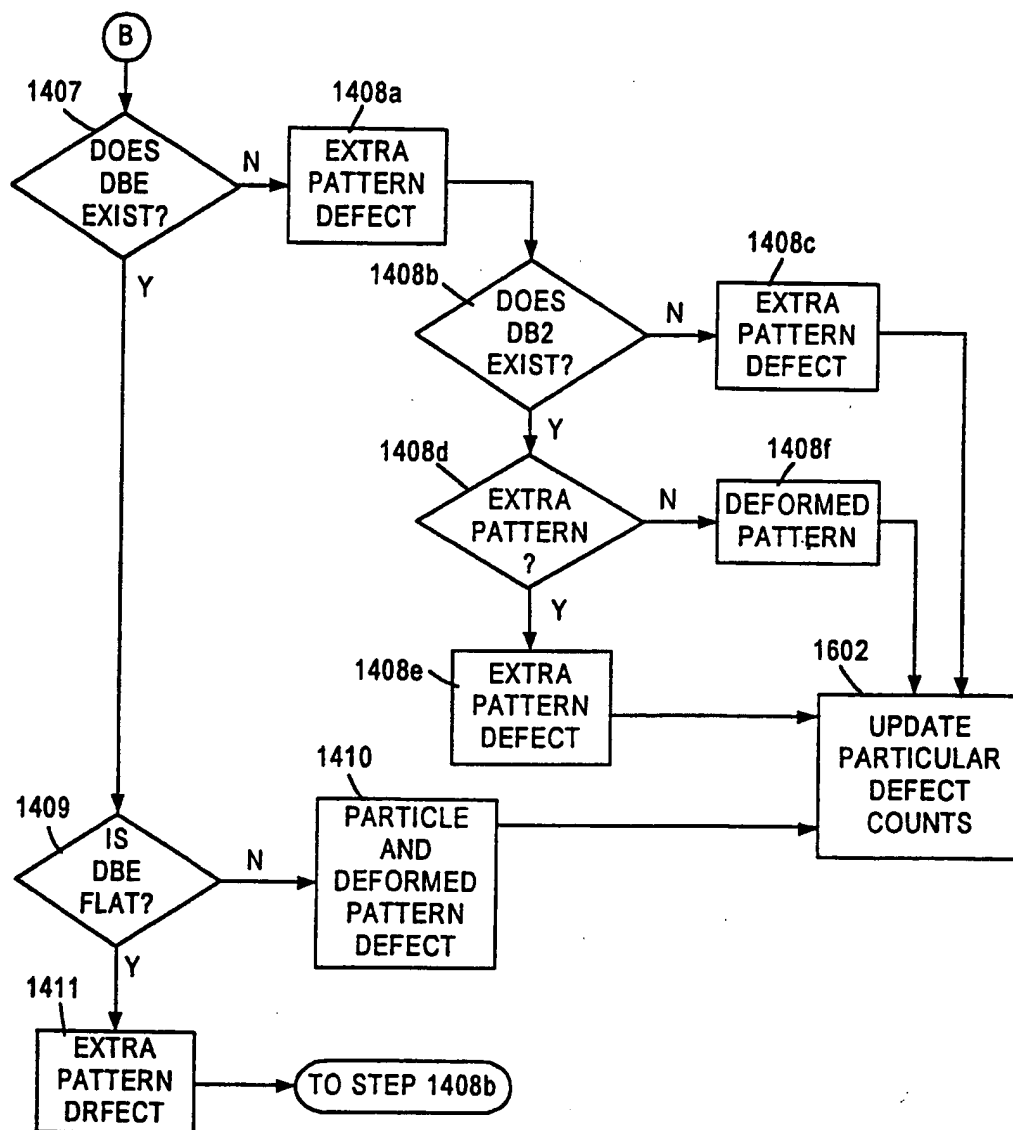 B
1407
DOES
DBE
EXIST?
N
Y
1408a
EXTRA
PATTERN
DEFECT
1408b
DOES
DB2
EXIST?
N
Y
1408c
EXTRA
PATTERN
DEFECT
1408d
EXTRA
PATTERN
?
N
Y
1408f
DEFORMED
PATTERN
1408e
EXTRA
PATTERN
DEFECT
1602
UPDATE
PARTICULAR
DEFECT
COUNTS
1409
IS
DBE
FLAT?
N
Y
1410
PARTICLE
AND
DEFORMED
PATTERN
DEFECT
1411
EXTRA
PATTERN
DRFECT
TO STEP 1408b